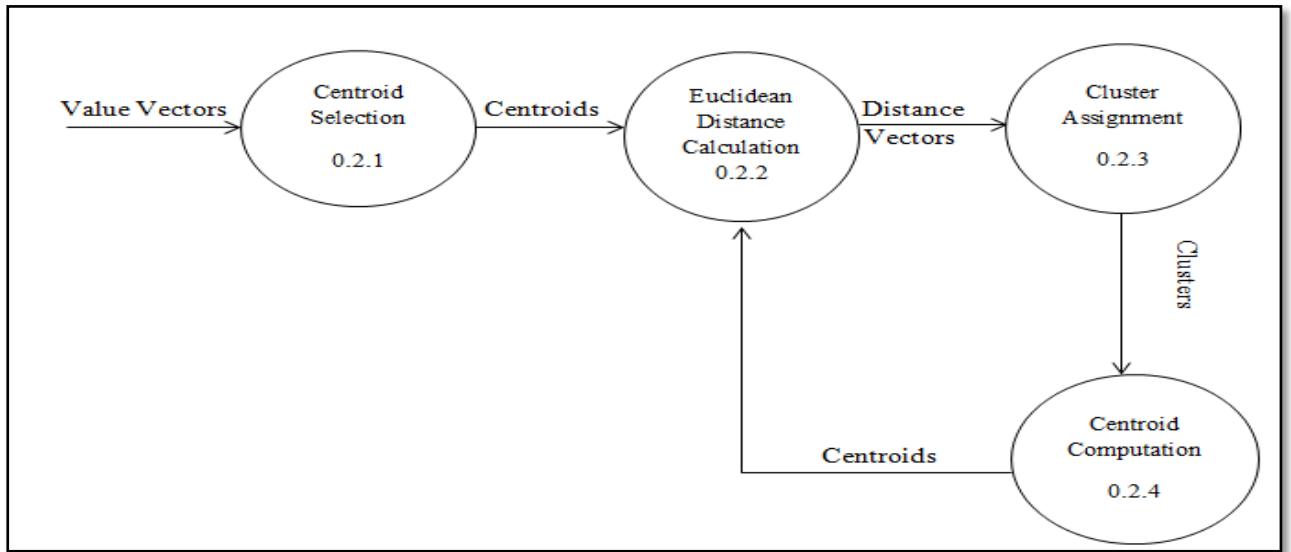 Value Vectors
Centroid
Selection
0.2.1
Centroids
Euclidean
Distance
Calculation
0.2.2
Distance
Vectors
Cluster
Assignment
0.2.3
Clusters
Centroid
Computation
0.2.4
Centroids